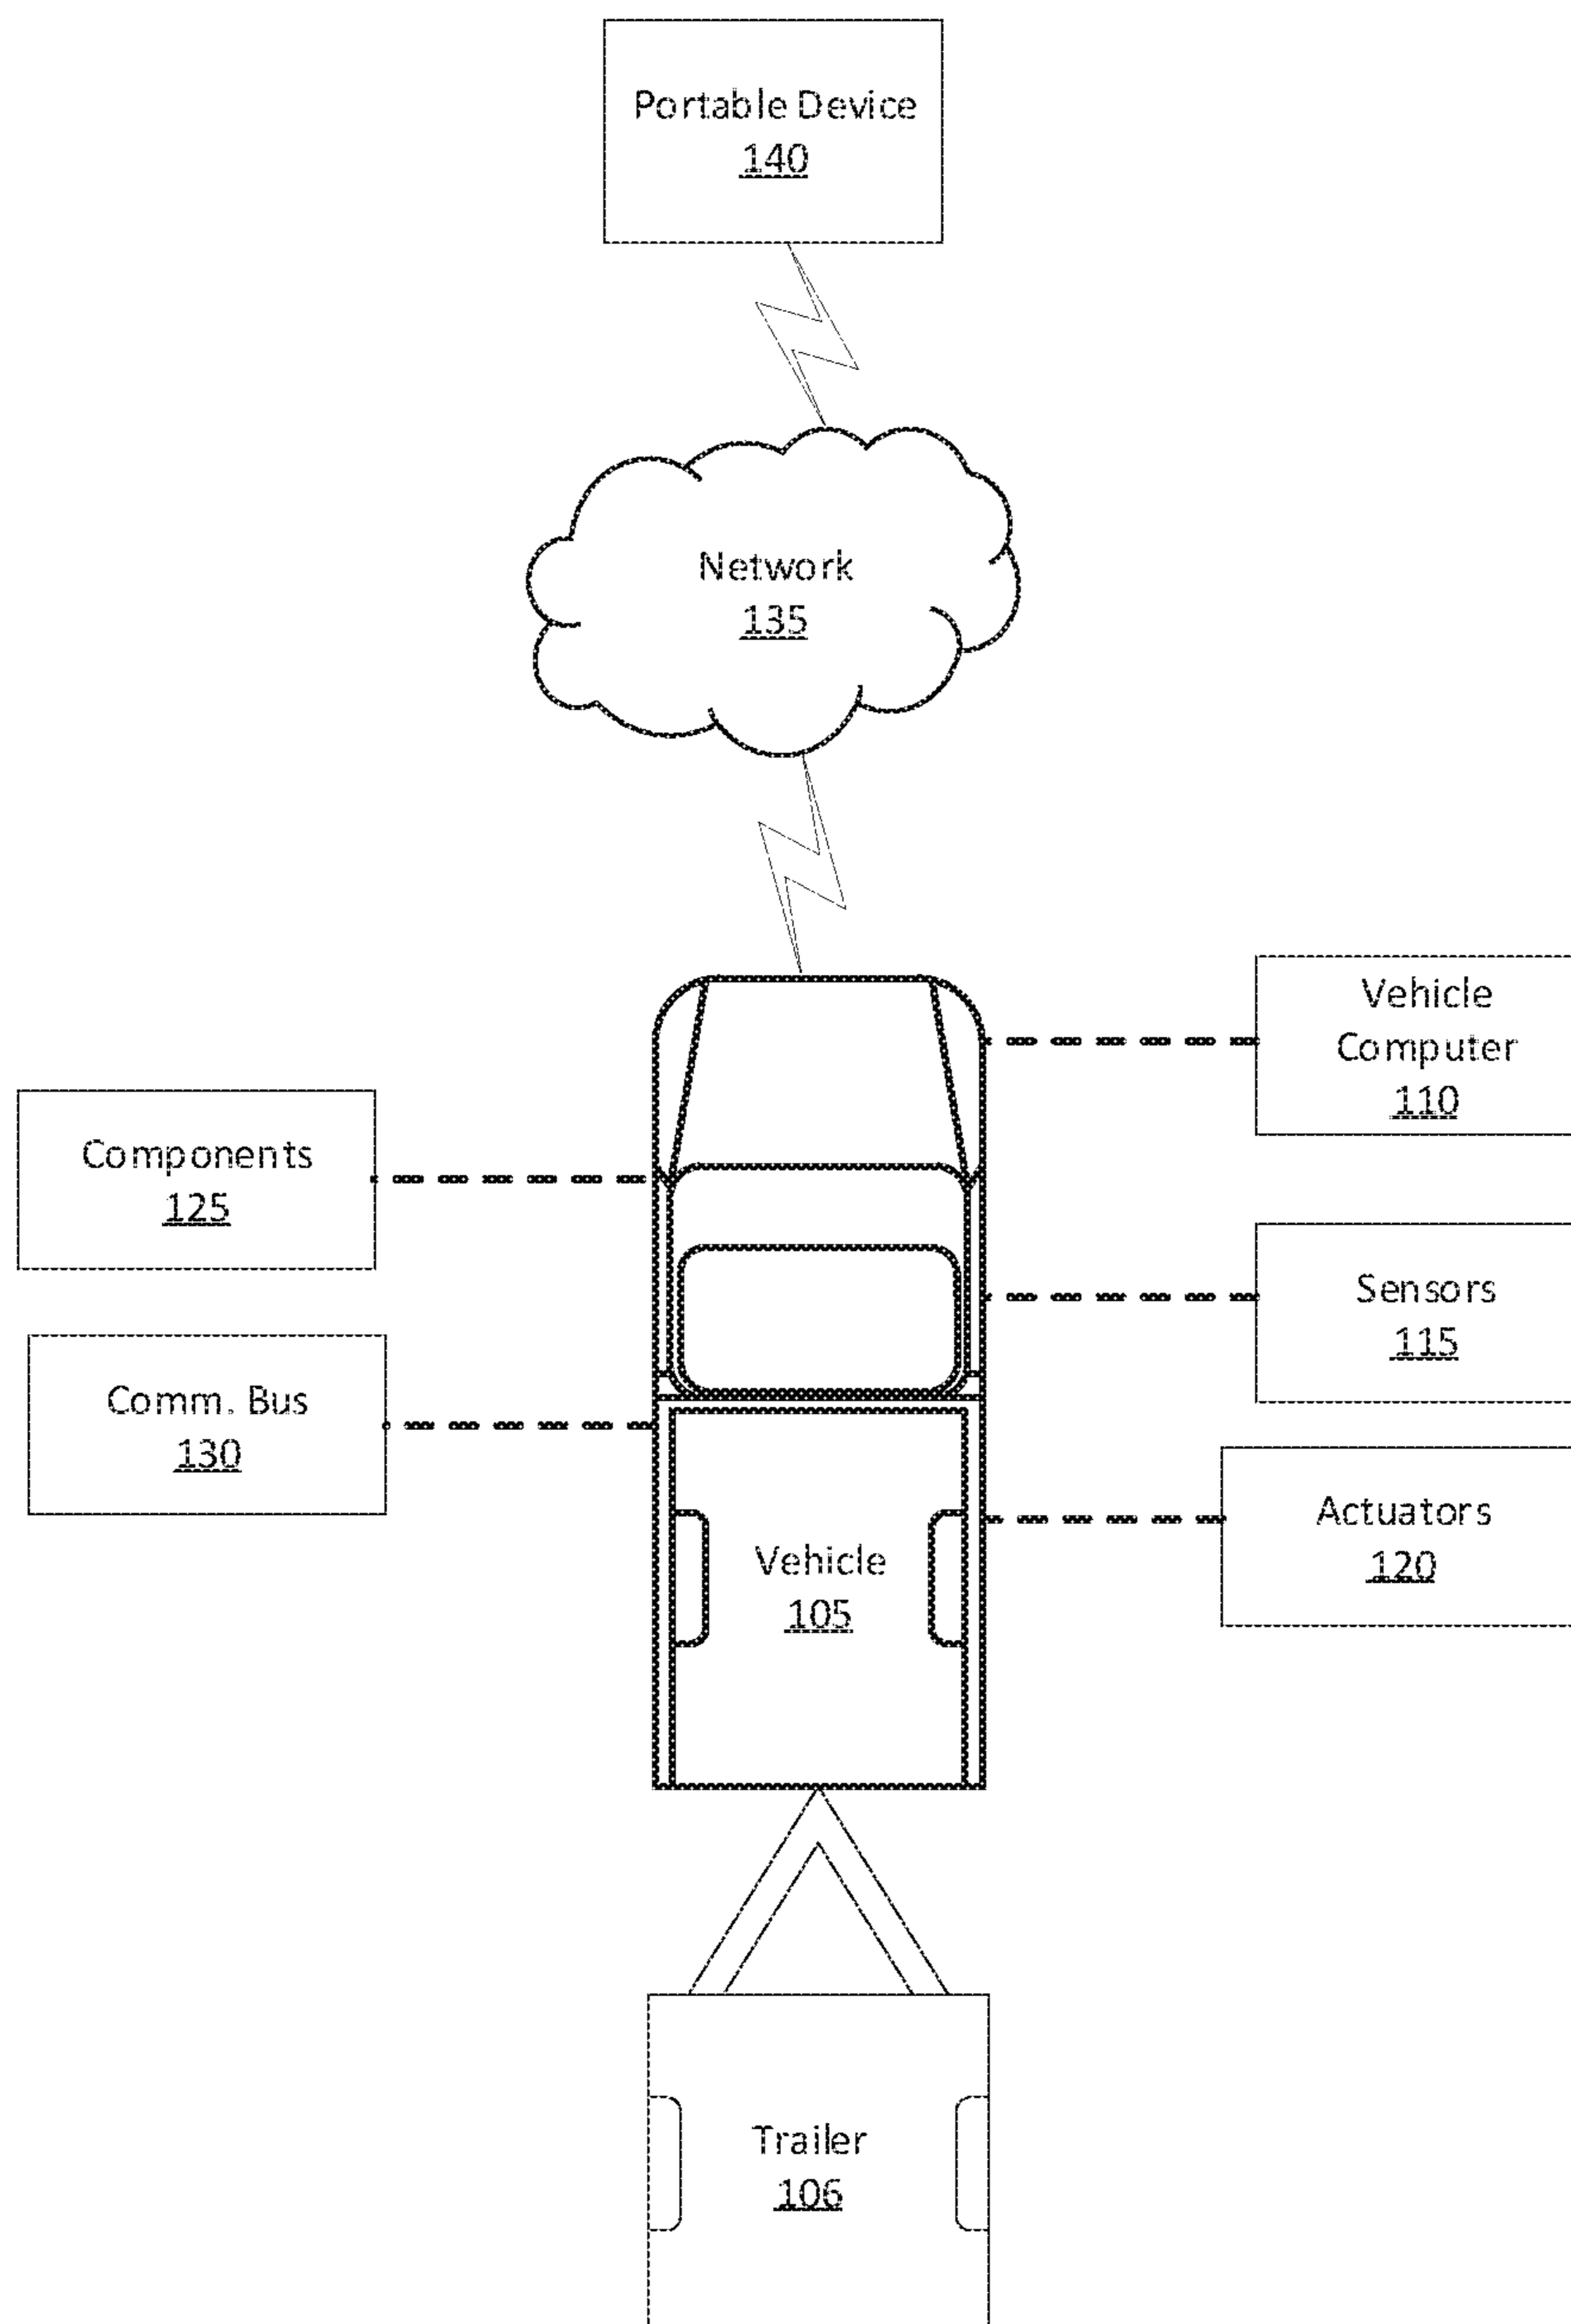 Portable Device
140
Network
135
Vehicle
Computer
110
Components
125
Sensors
115
Comm. Bus
130
Actuators
120
Vehicle
105
Trailer
106